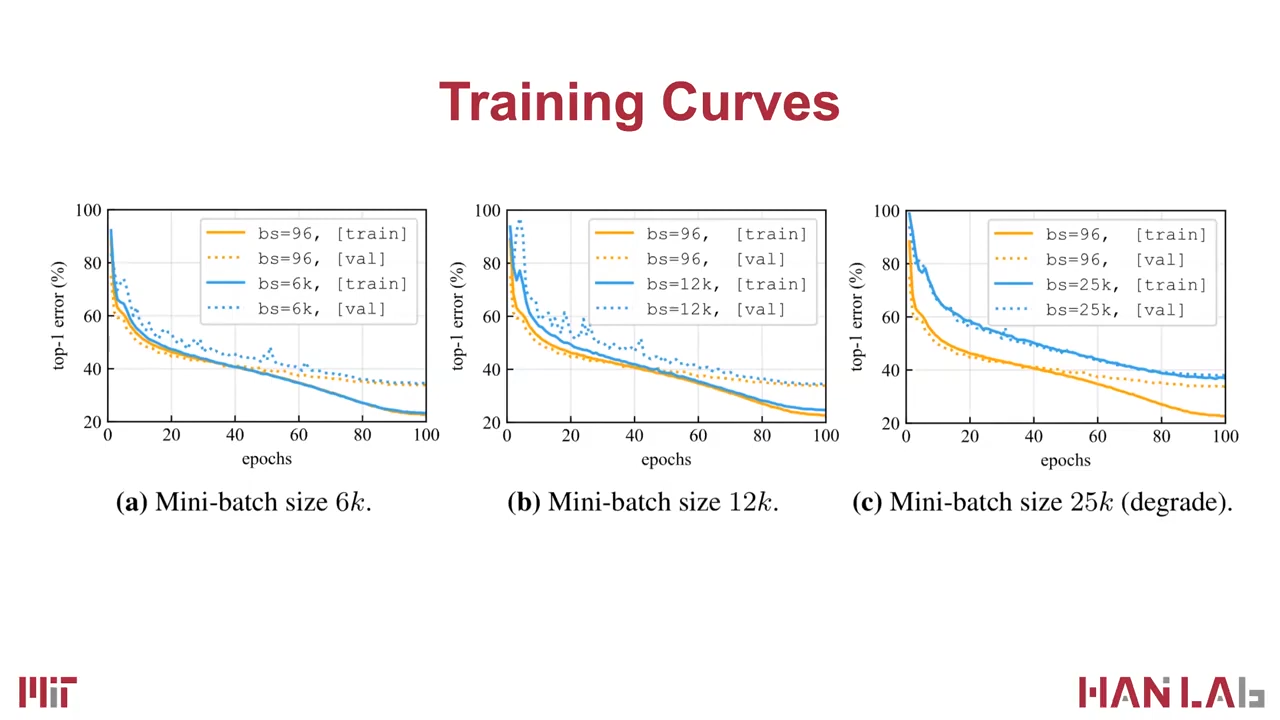 Training Curves
100
80
60
40
20
0
20
40
60
80
100
top-1 error (%)
epochs
bs=96, [train]
bs=96, [val]
bs=6k, [train]
bs=6k, [val]
(a) Mini-batch size 6k.
100
80
60
40
20
0
20
40
60
80
100
top-1 error (%)
epochs
bs=96, [train]
bs=96, [val]
bs=12k, [train]
bs=12k, [val]
(b) Mini-batch size 12k.
100
80
60
40
20
0
20
40
60
80
100
top-1 error (%)
epochs
bs=96, [train]
bs=96, [val]
bs=25k, [train]
bs=25k, [val]
(c) Mini-batch size 25k (degrade).
MIT
HAN LAb